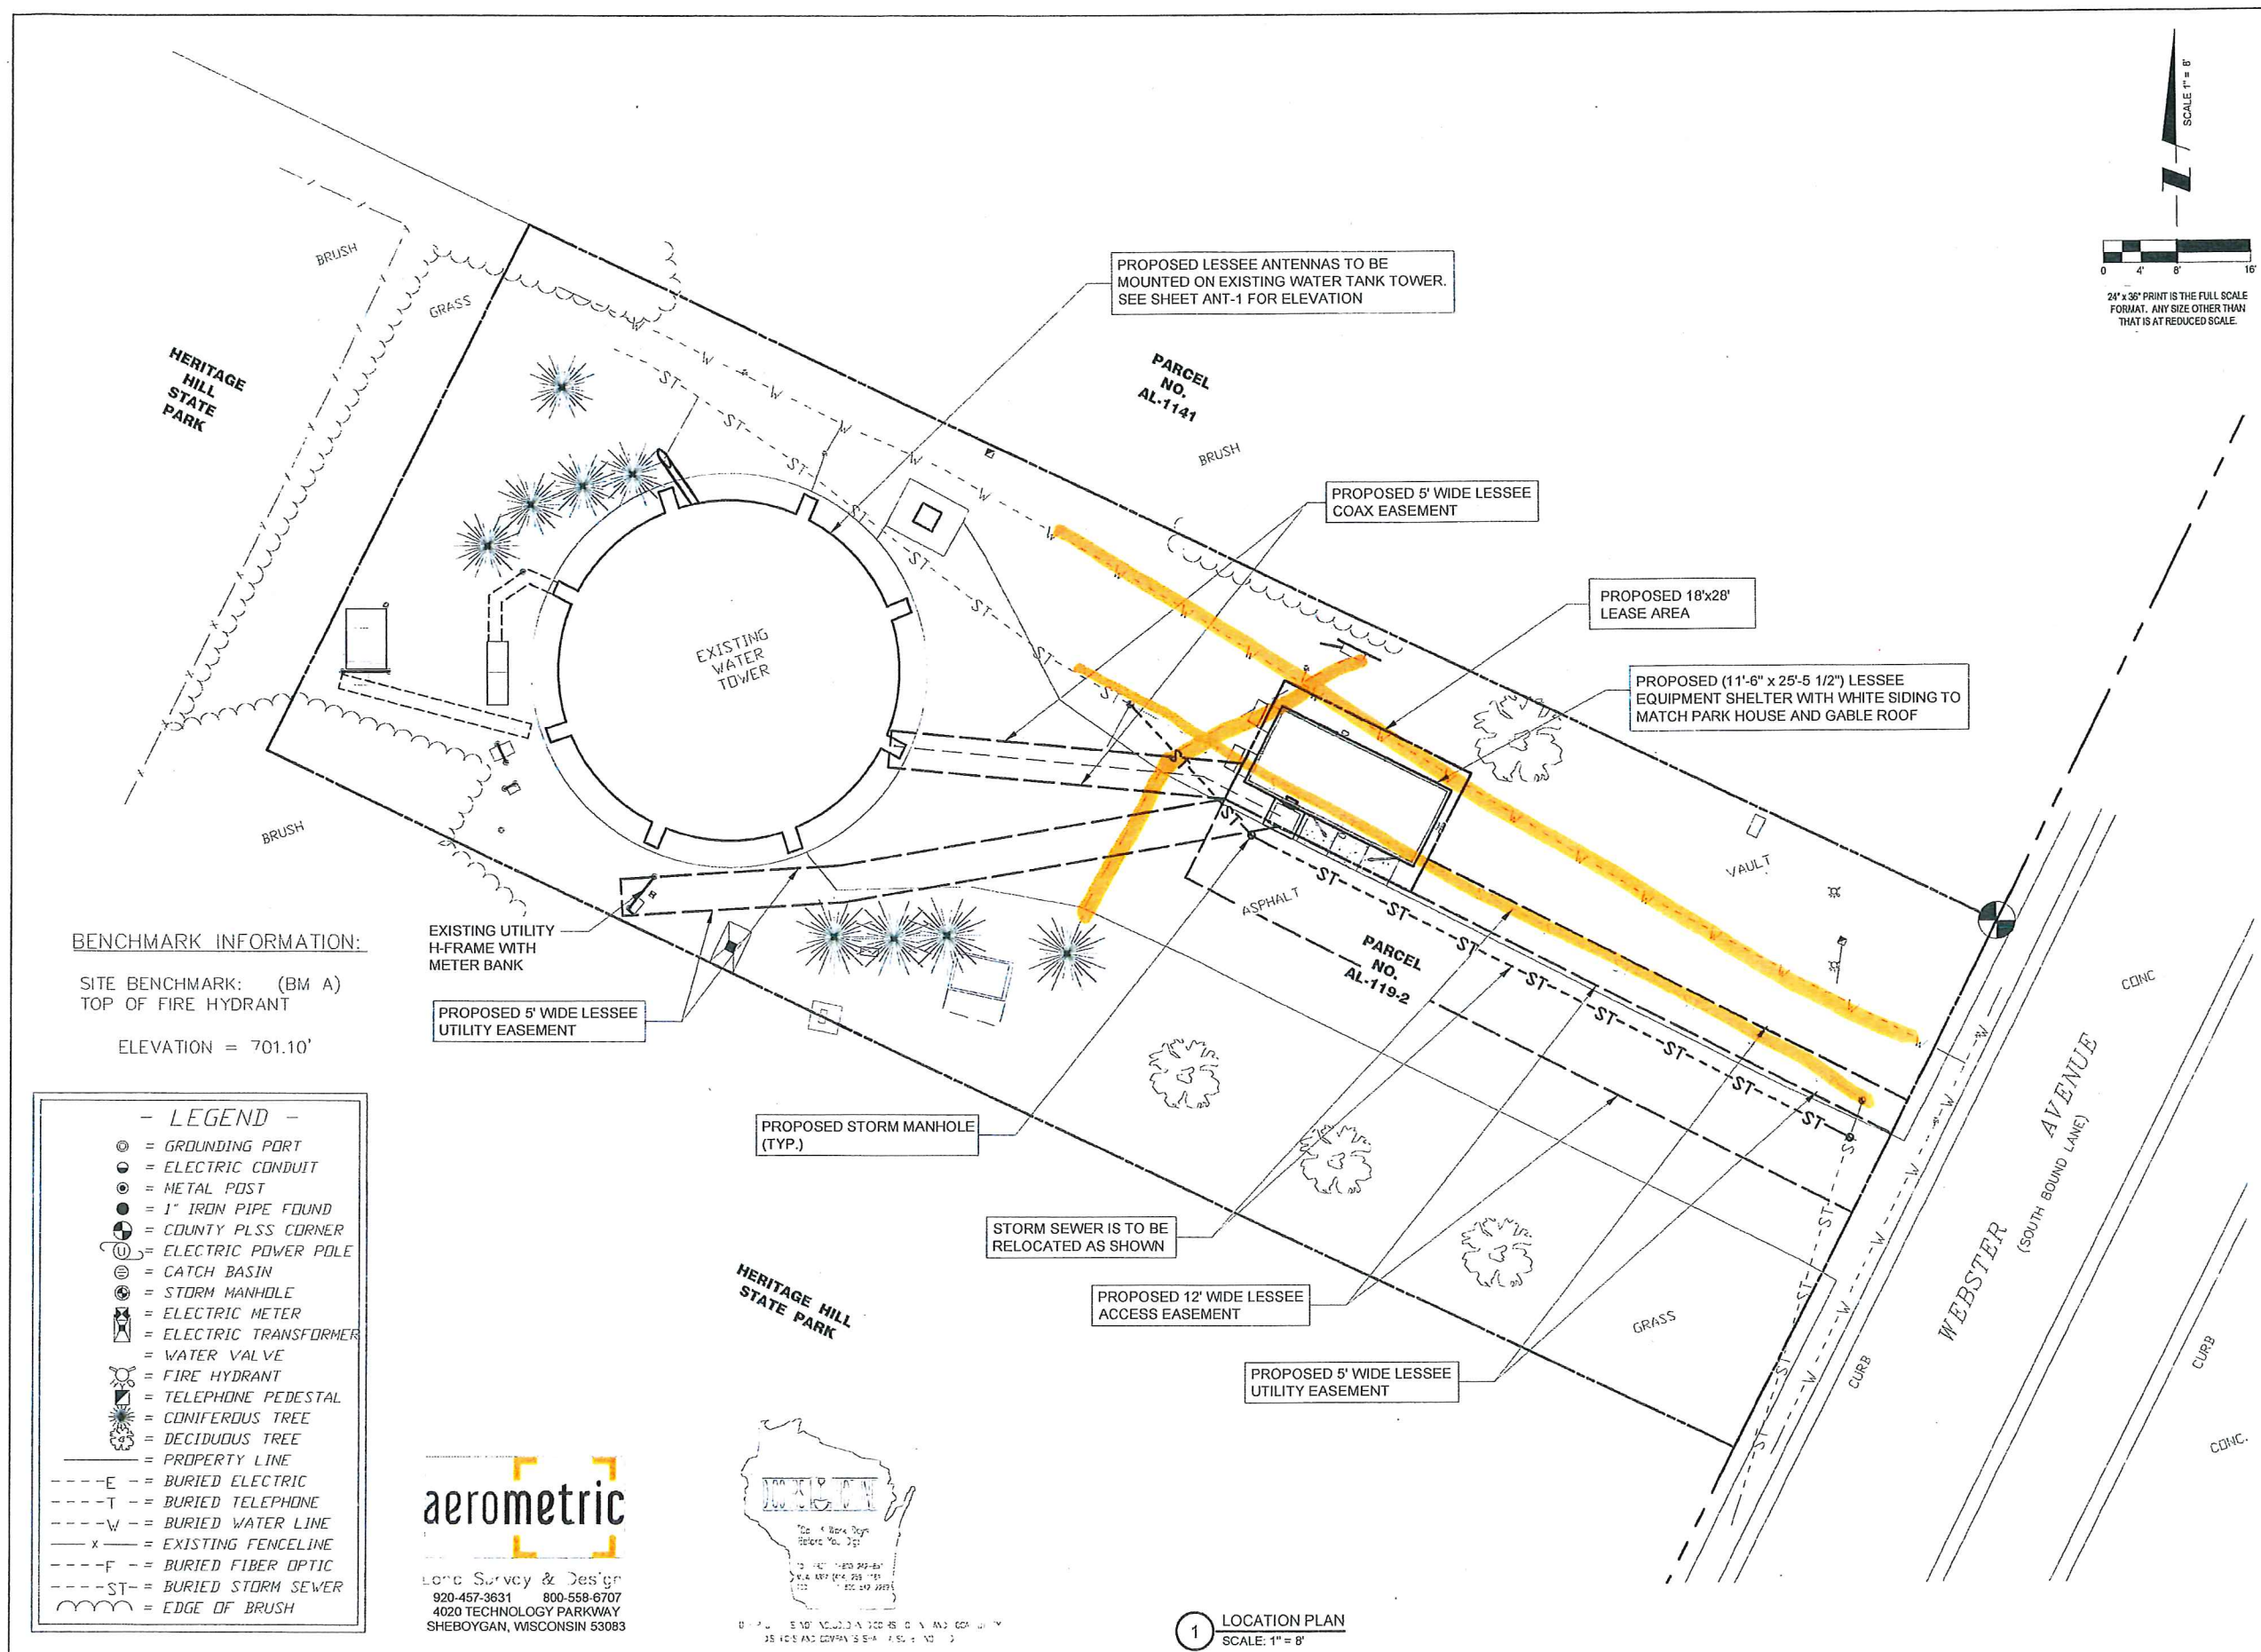 SCALE 1" = 8'
0 4' 8' 16'
24" x 36" PRINT IS THE FULL SCALE
FORMAT. ANY SIZE OTHER THAN
THAT IS AT REDUCED SCALE.
BRUSH
GRASS
HERITAGE
HILL
STATE
PARK
PROPOSED LESSEE ANTENNAS TO BE
MOUNTED ON EXISTING WATER TANK TOWER.
SEE SHEET ANT-1 FOR ELEVATION
PARCEL
NO.
AL-1141
BRUSH
PROPOSED 5' WIDE LESSEE
COAX EASEMENT
PROPOSED 18'x28'
LEASE AREA
PROPOSED (11'-6" x 25'-5 1/2") LESSEE
EQUIPMENT SHELTER WITH WHITE SIDING TO
MATCH PARK HOUSE AND GABLE ROOF
EXISTING
WATER
TOWER
BRUSH
VAULT
ASPHALT
PARCEL
NO.
AL-119-2
EXISTING UTILITY
H-FRAME WITH
METER BANK
PROPOSED 5' WIDE LESSEE
UTILITY EASEMENT
PROPOSED STORM MANHOLE
(TYP.)
STORM SEWER IS TO BE
RELOCATED AS SHOWN
PROPOSED 12' WIDE LESSEE
ACCESS EASEMENT
PROPOSED 5' WIDE LESSEE
UTILITY EASEMENT
HERITAGE HILL
STATE PARK
GRASS
CONC
WEBSTER AVENUE
(SOUTH BOUND LANE)
CURB
CURB
CONC.
BENCHMARK INFORMATION:
SITE BENCHMARK: (BM A)
TOP OF FIRE HYDRANT
ELEVATION = 701.10'
- LEGEND -
= GROUNDING PORT
= ELECTRIC CONDUIT
= METAL POST
= 1" IRON PIPE FOUND
= COUNTY PLSS CORNER
U = ELECTRIC POWER POLE
= CATCH BASIN
= STORM MANHOLE
= ELECTRIC METER
= ELECTRIC TRANSFORMER
= WATER VALVE
= FIRE HYDRANT
= TELEPHONE PEDESTAL
= CONIFEROUS TREE
= DECIDUOUS TREE
= PROPERTY LINE
----E - = BURIED ELECTRIC
----T - = BURIED TELEPHONE
----W - = BURIED WATER LINE
x = EXISTING FENCELINE
----F - = BURIED FIBER OPTIC
----ST- = BURIED STORM SEWER
= EDGE OF BRUSH
aerometric
Land Survey & Design
920-457-3631 800-558-6707
4020 TECHNOLOGY PARKWAY
SHEBOYGAN, WISCONSIN 53083
1 LOCATION PLAN
SCALE: 1" = 8'